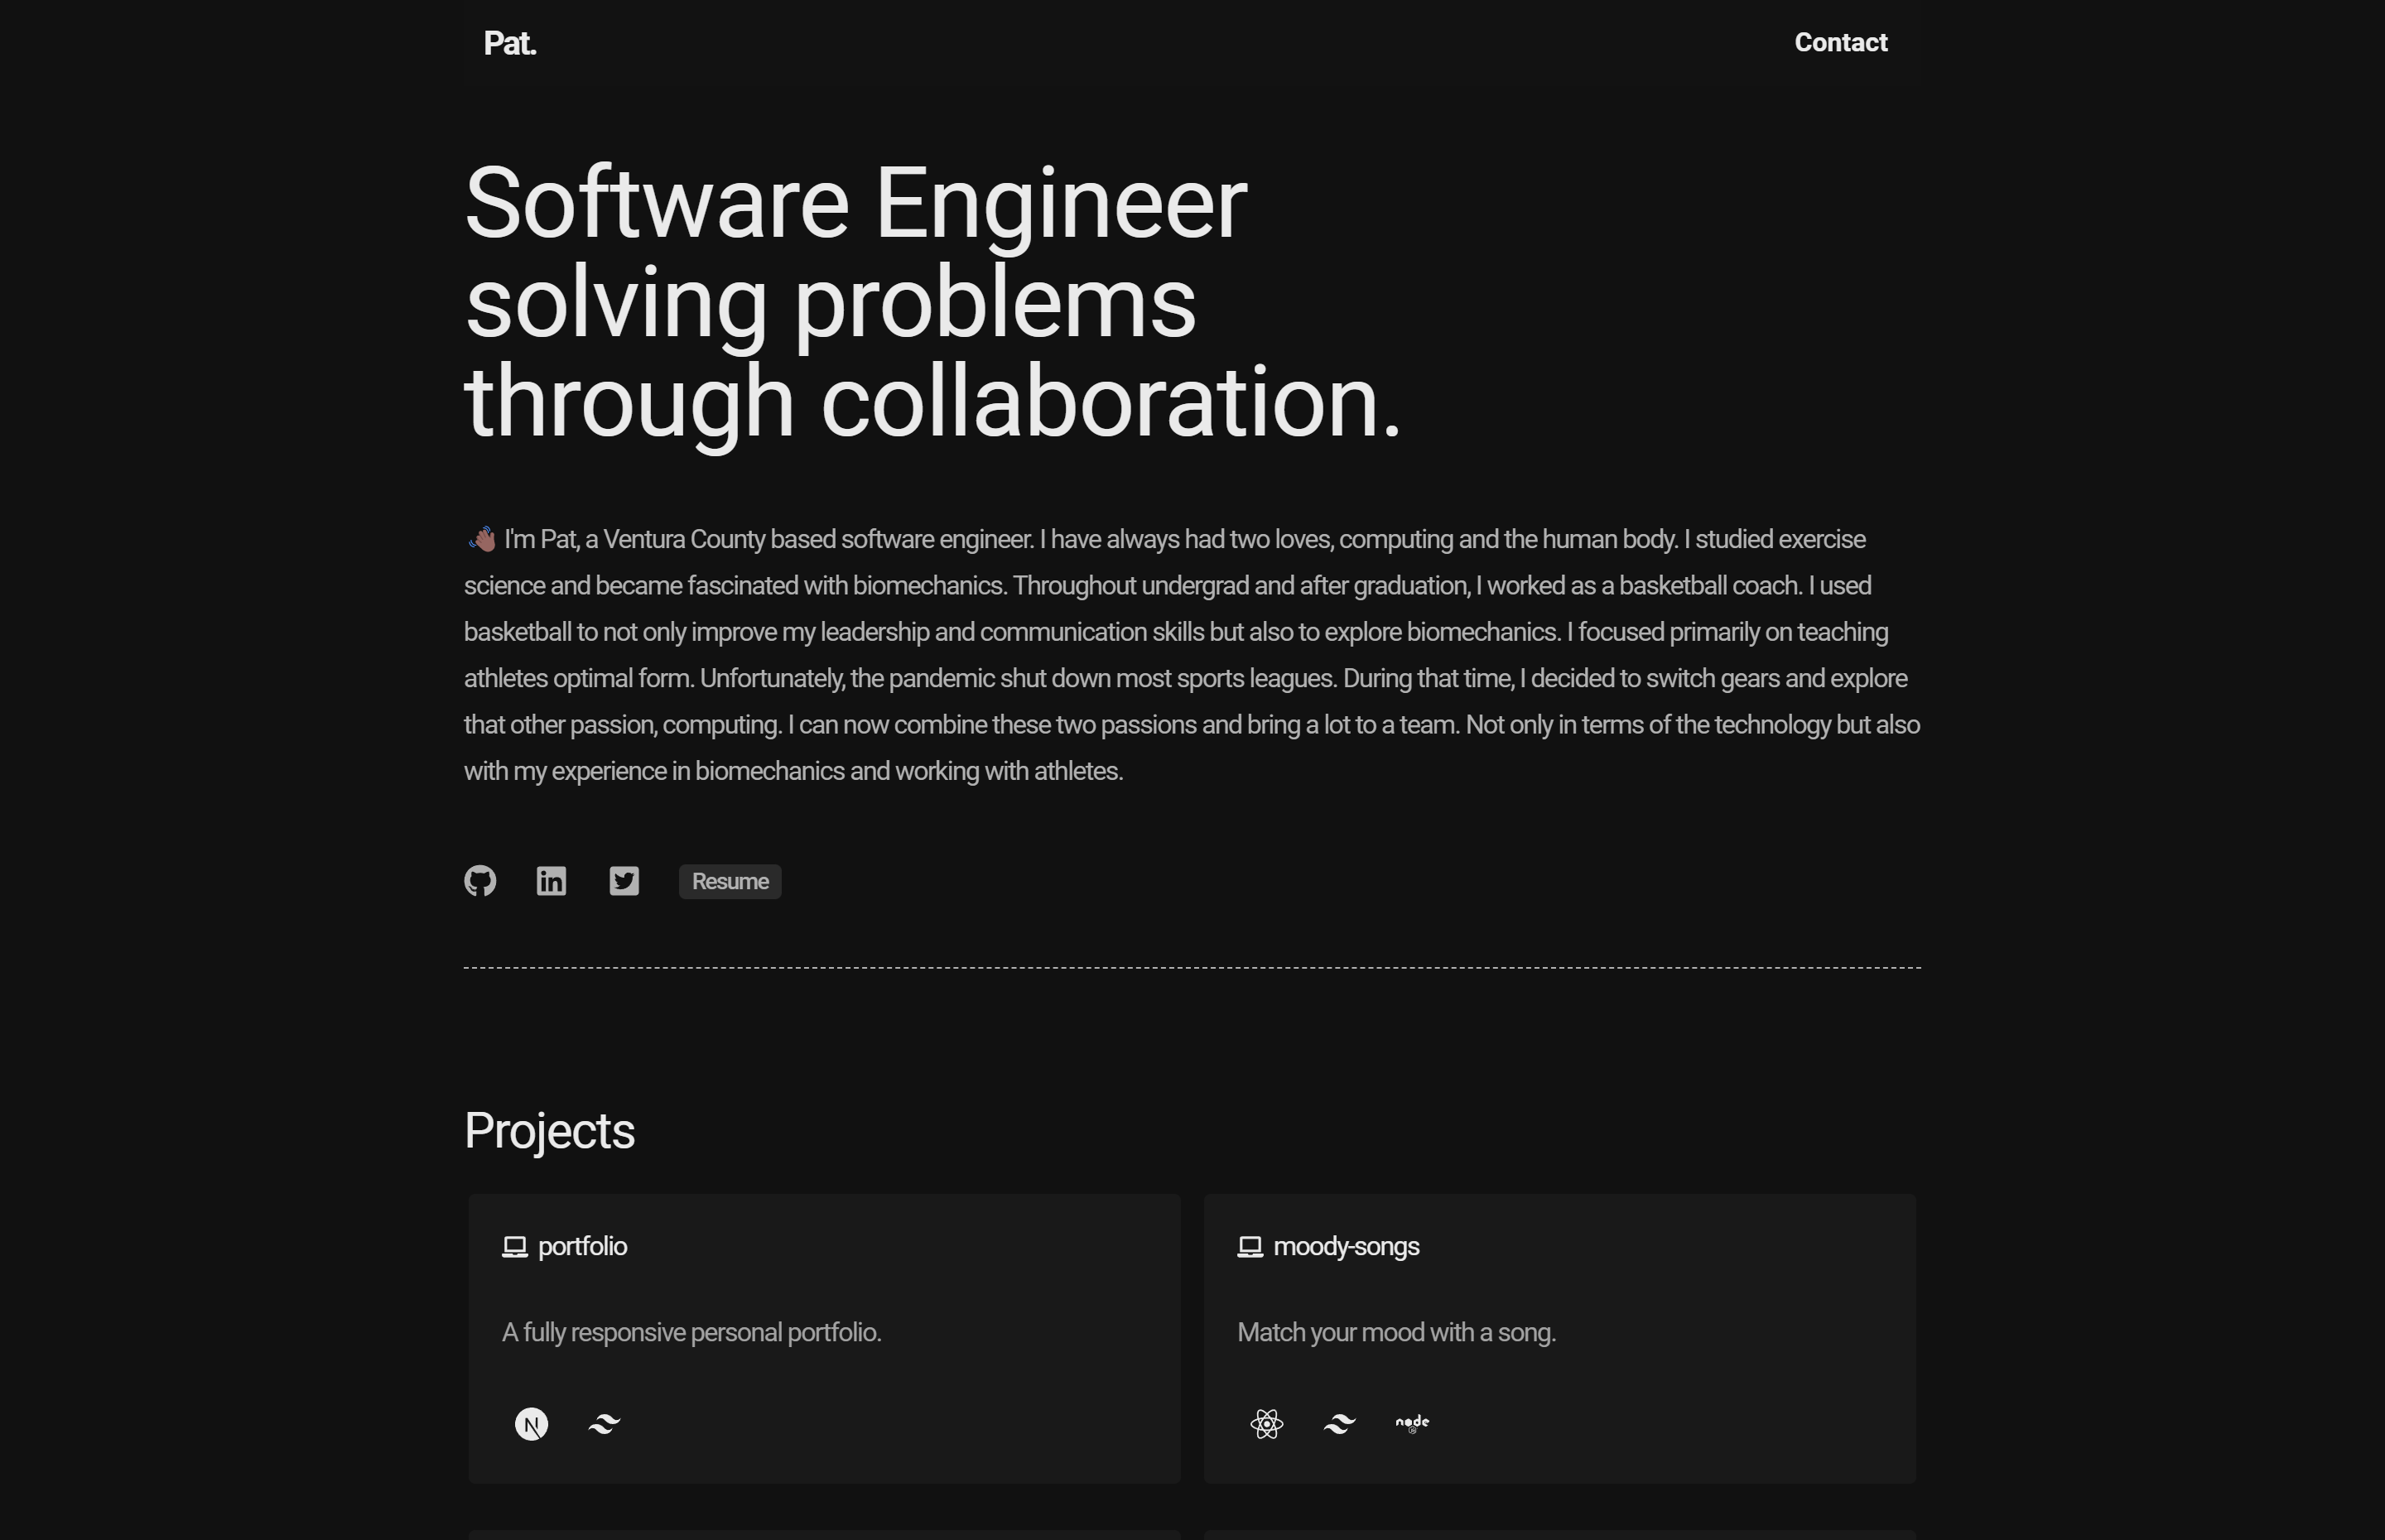 Pat.
Contact
Software Engineer
solving problems
through collaboration.
👋🏽 I'm Pat, a Ventura County based software engineer. I have always had two loves, computing and the human body. I studied exercise
science and became fascinated with biomechanics. Throughout undergrad and after graduation, I worked as a basketball coach. I used
basketball to not only improve my leadership and communication skills but also to explore biomechanics. I focused primarily on teaching
athletes optimal form. Unfortunately, the pandemic shut down most sports leagues. During that time, I decided to switch gears and explore
that other passion, computing. I can now combine these two passions and bring a lot to a team. Not only in terms of the technology but also
with my experience in biomechanics and working with athletes.
in
Resume
Projects
portfolio
A fully responsive personal portfolio.
N
moody-songs
Match your mood with a song.
node